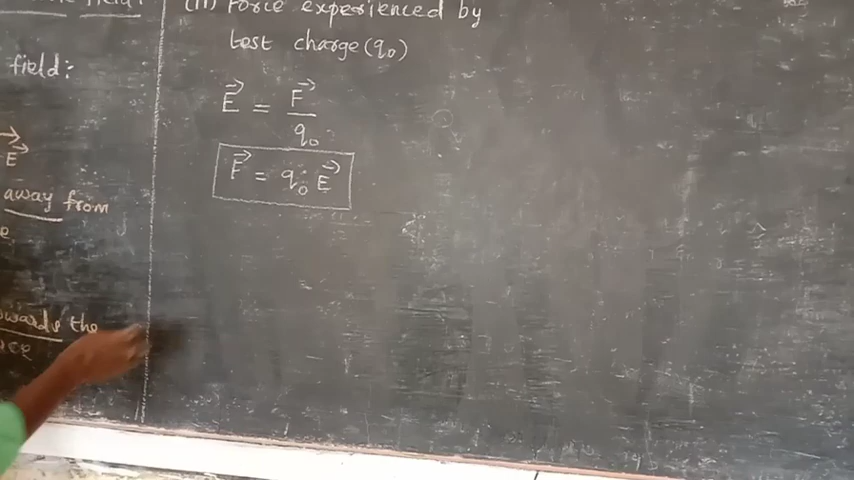 field:
E⃗
away from
the
(ii) Force experienced by
test charge (q₀)
E⃗ = F⃗ / q₀
F⃗ = q₀ E⃗